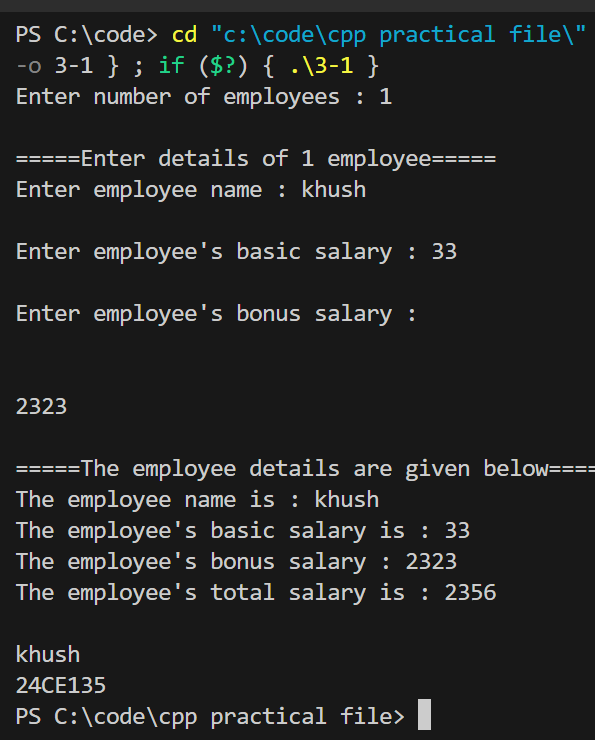 PS C:\code> cd "c:\code\cpp practical file\"
-o 3-1 } ; if ($?) { .\3-1 }
Enter number of employees : 1
=====Enter details of 1 employee=====
Enter employee name : khush
Enter employee's basic salary : 33
Enter employee's bonus salary :
2323
=====The employee details are given below====
The employee name is : khush
The employee's basic salary is : 33
The employee's bonus salary : 2323
The employee's total salary is : 2356
khush
24CE135
PS C:\code\cpp practical file>